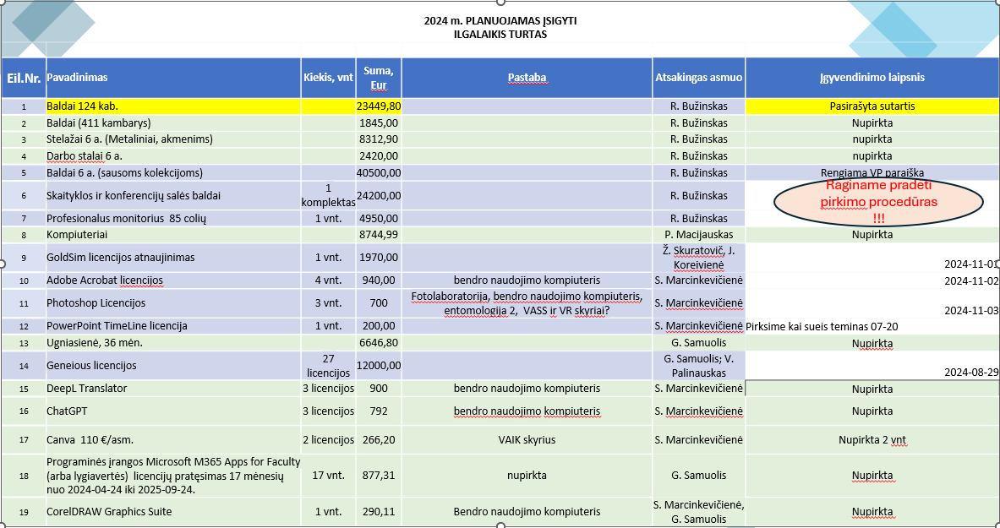 2024 m. PLANUOJAMAS ĮSIGYTI
ILGALAIKIS TURTAS
Eil.Nr. Pavadinimas Kiekis, vnt Suma, Eur Pastaba Atsakingas asmuo Įgyvendinimo laipsnis
1 Baldai 124 kab. 23449,80 R. Bužinskas Pasirašyta sutartis
2 Baldai (411 kambarys) 1845,00 R. Bužinskas Nupirkta
3 Stelažai 6 a. (Metaliniai, akmenims) 8312,90 R. Bužinskas nupirkta
4 Darbo stalai 6 a. 2420,00 R. Bužinskas nupirkta
5 Baldai 6 a. (sausoms kolekcijoms) 40500,00 R. Bužinskas Rengiama VP paraiška
6 Skaityklos ir konferencijų salės baldai 1 komplektas 24200,00 R. Bužinskas
Raginame pradėti
pirkimo procedūras
!!!
7 Profesionalus monitorius 85 colių 1 vnt. 4950,00 R. Bužinskas
8 Kompiuteriai 8744,99 P. Macijauskas Nupirkta
9 GoldSim licencijos atnaujinimas 1 vnt. 1970,00 Ž. Skuratovič, J. Koreivienė 2024-11-01
10 Adobe Acrobat licencijos 4 vnt. 940,00 bendro naudojimo kompiuteris S. Marcinkevičienė 2024-11-02
11 Photoshop Licencijos 3 vnt. 700 Fotolaboratorija, bendro naudojimo kompiuteris, entomologija 2, VASS ir VR skyriai? S. Marcinkevičienė 2024-11-03
12 PowerPoint TimeLine licencija 1 vnt. 200,00 S. Marcinkevičienė Pirksime kai sueis teminas 07-20
13 Ugniasienė, 36 mėn. 6646,80 G. Samuolis Nupirkta
14 Geneious licencijos 27 licencijos 12000,00 G. Samuolis; V. Palinauskas 2024-08-29
15 DeepL Translator 3 licencijos 900 bendro naudojimo kompiuteris S. Marcinkevičienė Nupirkta
16 ChatGPT 3 licencijos 792 bendro naudojimo kompiuteris S. Marcinkevičienė Nupirkta
17 Canva 110 €/asm. 2 licencijos 266,20 VAIK skyrius S. Marcinkevičienė Nupirkta 2 vnt
18 Programinės įrangos Microsoft M365 Apps for Faculty (arba lygiavertės) licencijų pratęsimas 17 mėnesių nuo 2024-04-24 iki 2025-09-24. 17 vnt. 877,31 nupirkta G. Samuolis Nupirkta
19 CorelDRAW Graphics Suite 1 vnt. 290,11 Bendro naudojimo kompiuteris S. Marcinkevičienė, G. Samuolis Nupirkta